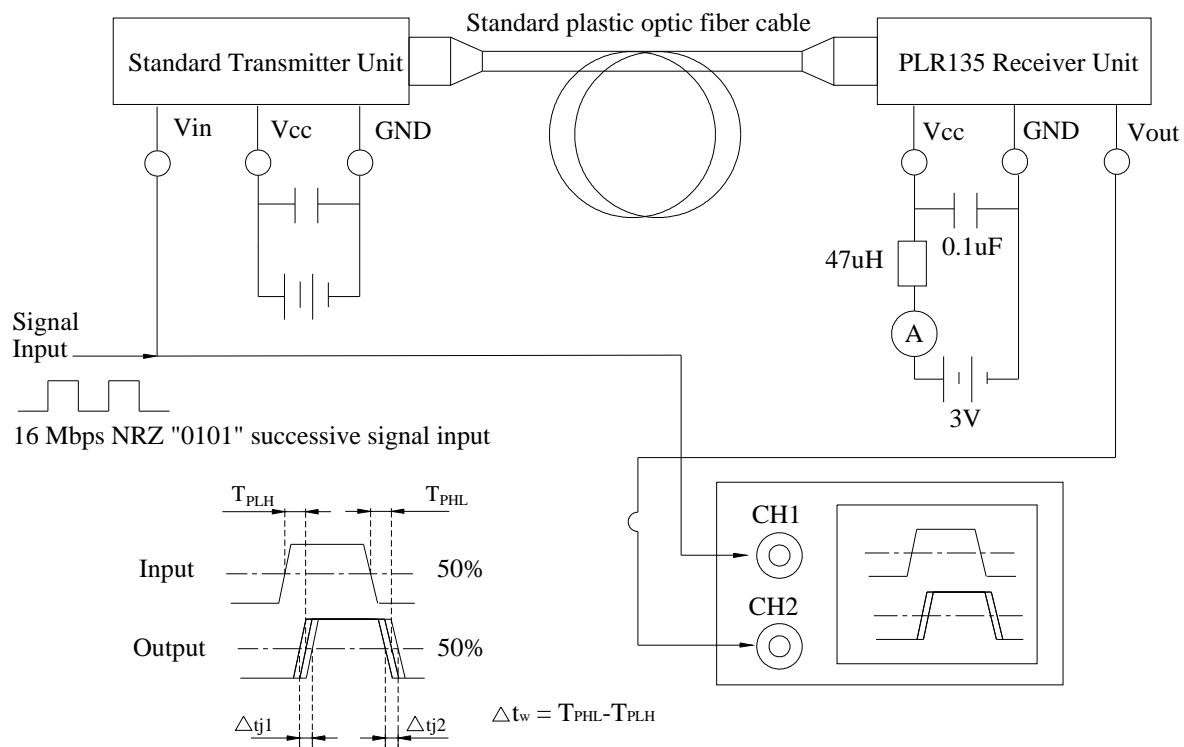 Standard plastic optic fiber cable
Standard Transmitter Unit
PLR135 Receiver Unit
Vin
Vcc
GND
Vcc
GND
Vout
0.1uF
47uH
A
3V
Signal
Input
16 Mbps NRZ "0101" successive signal input
TPLH
TPHL
Input
50%
Output
50%
△tj1
△tj2
△tw = TPHL-TPLH
CH1
CH2